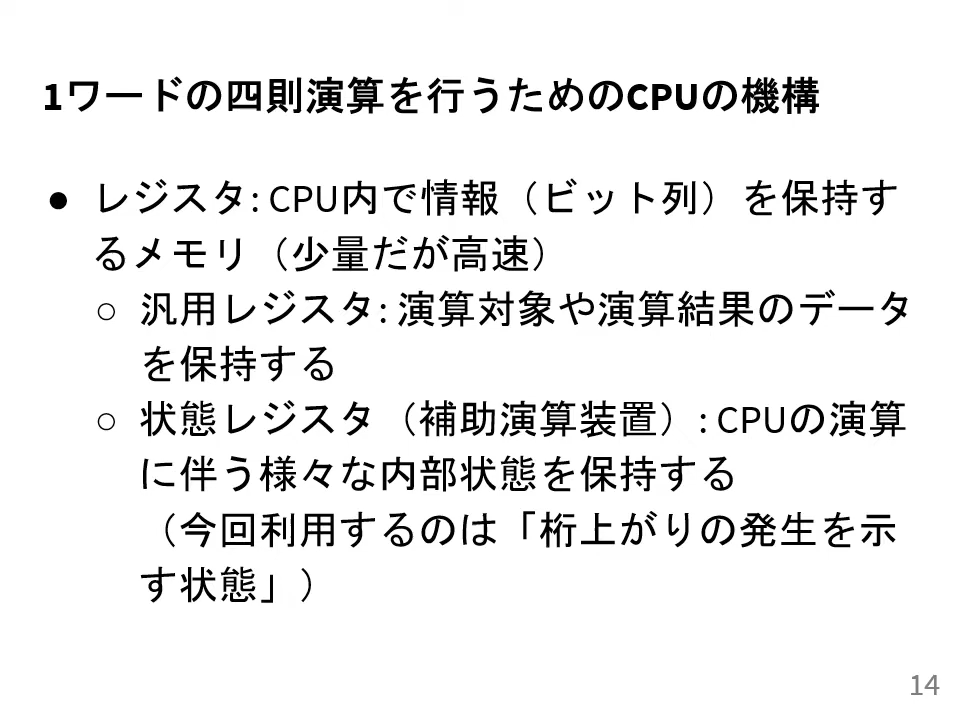 1ワードの四則演算を行うためのCPUの機構
● レジスタ: CPU内で情報（ビット列）を保持す
るメモリ（少量だが高速）
○ 汎用レジスタ: 演算対象や演算結果のデータ
を保持する
○ 状態レジスタ（補助演算装置）: CPUの演算
に伴う様々な内部状態を保持する
（今回利用するのは「桁上がりの発生を示
す状態」）
14